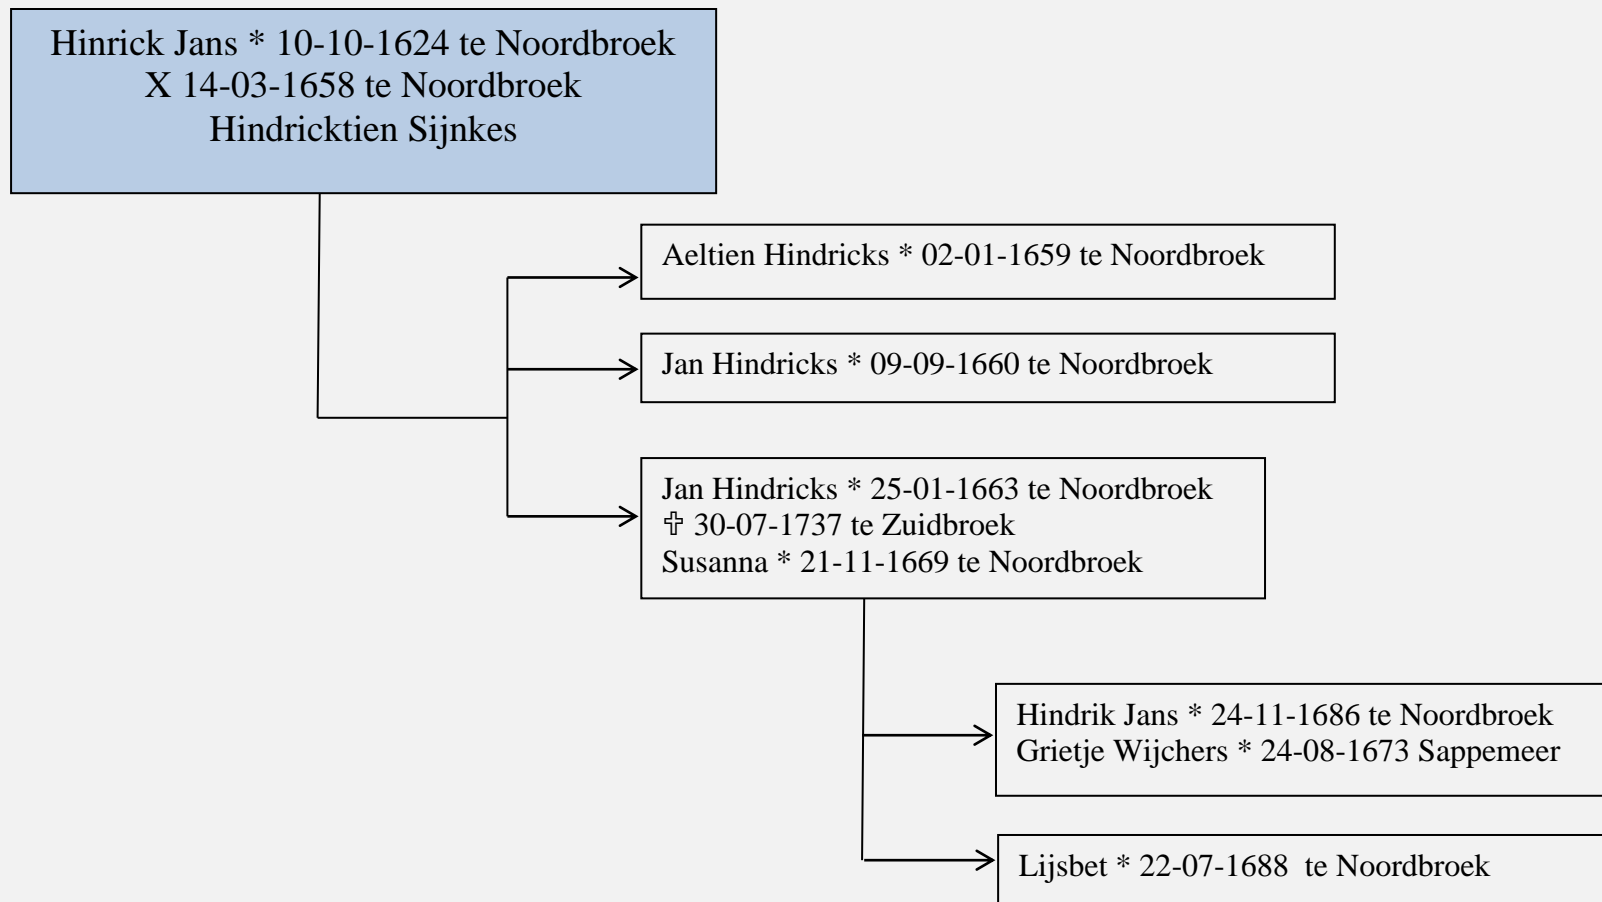 Hinrick Jans * 10-10-1624 te Noordbroek
X 14-03-1658 te Noordbroek
Hindricktien Sijnkes
Aeltien Hindricks * 02-01-1659 te Noordbroek
Jan Hindricks * 09-09-1660 te Noordbroek
Jan Hindricks * 25-01-1663 te Noordbroek
✞ 30-07-1737 te Zuidbroek
Susanna * 21-11-1669 te Noordbroek
Hindrik Jans * 24-11-1686 te Noordbroek
Grietje Wijchers * 24-08-1673 Sappemeer
Lijsbet * 22-07-1688  te Noordbroek